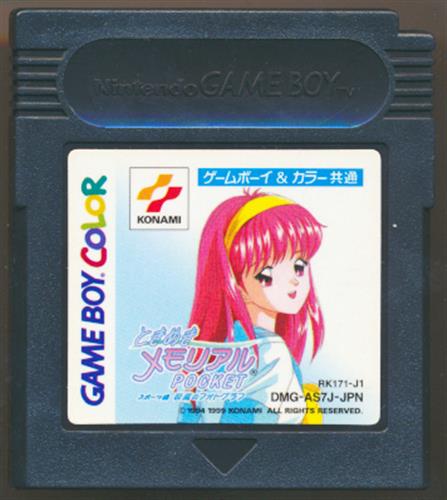 Nintendo GAME BOY TM
GAME BOY COLOR
KONAMI
ゲームボーイ & カラー共通
ときめき
メモリアル
POCKET®
スポーツ編 校庭のフォトグラフ
RK171-J1
DMG-AS7J-JPN
©1994 1999 KONAMI ALL RIGHTS RESERVED.